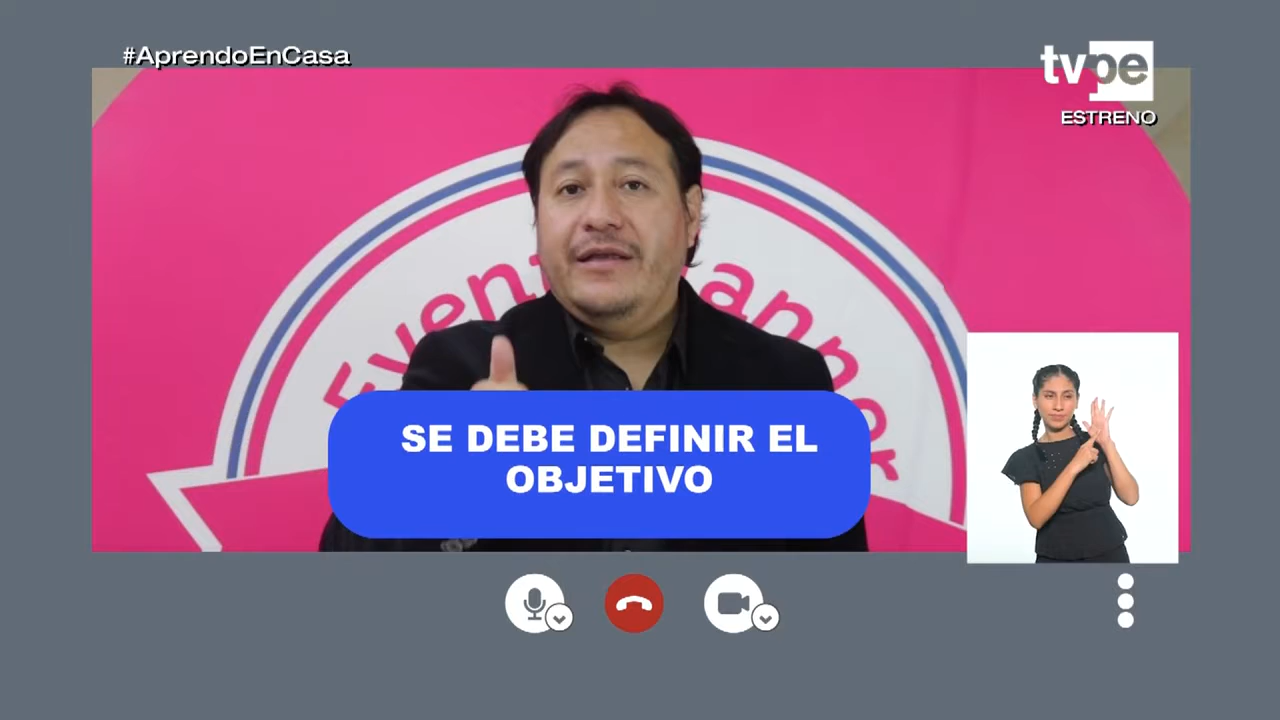 #AprendoEnCasa
tvpe
ESTRENO
SE DEBE DEFINIR EL
OBJETIVO